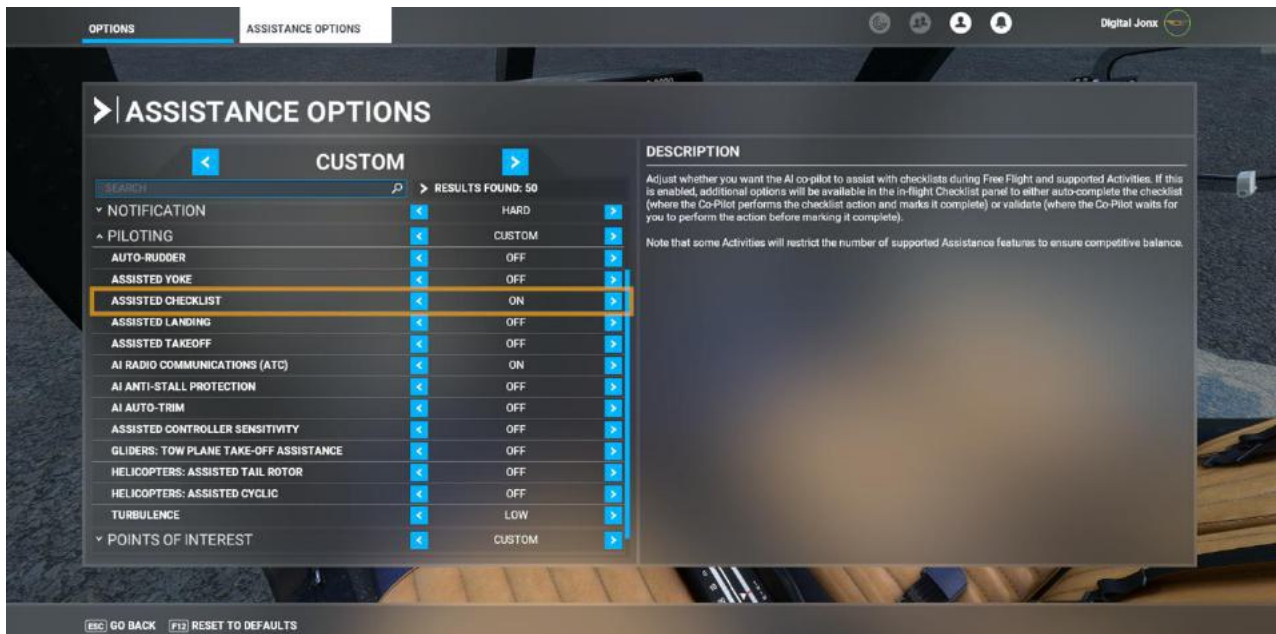 OPTIONS
ASSISTANCE OPTIONS
Digital Jonx
ASSISTANCE OPTIONS
CUSTOM
SEARCH
RESULTS FOUND: 50
NOTIFICATION HARD
PILOTING CUSTOM
AUTO-RUDDER OFF
ASSISTED YOKE OFF
ASSISTED CHECKLIST ON
ASSISTED LANDING OFF
ASSISTED TAKEOFF OFF
AI RADIO COMMUNICATIONS (ATC) ON
AI ANTI-STALL PROTECTION OFF
AI AUTO-TRIM OFF
ASSISTED CONTROLLER SENSITIVITY OFF
GLIDERS: TOW PLANE TAKE-OFF ASSISTANCE OFF
HELICOPTERS: ASSISTED TAIL ROTOR OFF
HELICOPTERS: ASSISTED CYCLIC OFF
TURBULENCE LOW
POINTS OF INTEREST CUSTOM
DESCRIPTION
Adjust whether you want the AI co-pilot to assist with checklists during Free Flight and supported Activities. If this
is enabled, additional options will be available in the in-flight Checklist panel to either auto-complete the checklist
(where the Co-Pilot performs the checklist action and marks it complete) or validate (where the Co-Pilot waits for
you to perform the action before marking it complete).
Note that some Activities will restrict the number of supported Assistance features to ensure competitive balance.
ESC GO BACK F12 RESET TO DEFAULTS